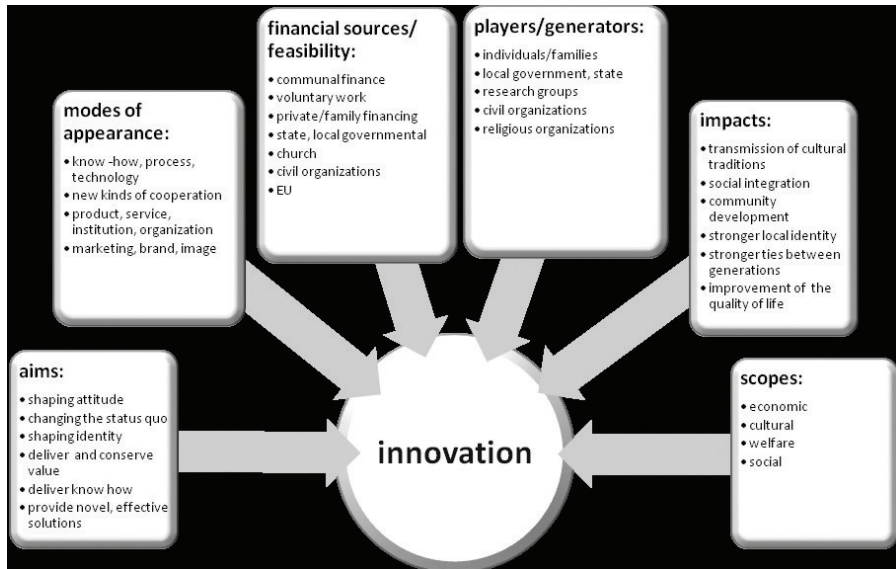 financial sources/
feasibility:
• communal finance
• voluntary work
• private/family financing
• state, local governmental
• church
• civil organizations
• EU
players/generators:
• individuals/families
• local government, state
• research groups
• civil organizations
• religious organizations
modes of
appearance:
• know -how, process,
technology
• new kinds of cooperation
• product, service,
institution, organization
• marketing, brand, image
impacts:
• transmission of cultural
traditions
• social integration
• community
development
• stronger local identity
• stronger ties between
generations
• improvement of the
quality of life
aims:
• shaping attitude
• changing the status quo
• shaping identity
• deliver and conserve
value
• deliver know how
• provide novel, effective
solutions
innovation
scopes:
• economic
• cultural
• welfare
• social